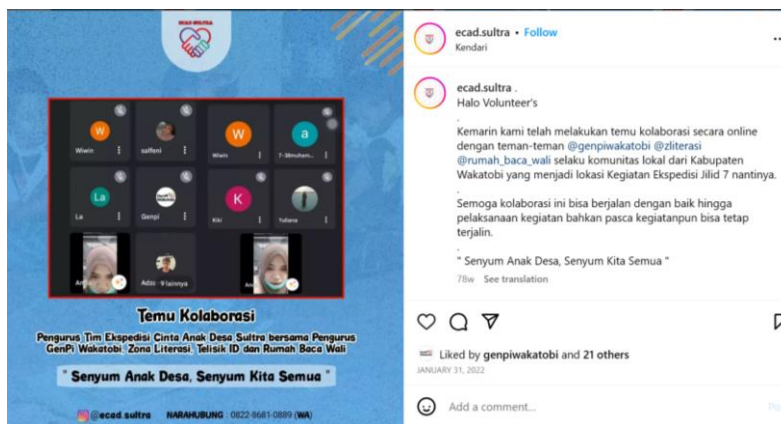 ECAD SULTRA
W
Wiwin
salfeni
W
Wiwin
a
7-38muham...
La
La
Genpi
K
Kiki
Yuliana
Adzc
9 lainnya
Temu Kolaborasi
Pengurus Tim Ekspedisi Cinta Anak Desa Sultra bersama Pengurus
GenPi Wakatobi, Zona Literasi, Telisik ID dan Rumah Baca Wali
" Senyum Anak Desa, Senyum Kita Semua "
@ecad.sultra NARAHUBUNG : 0822-8681-0889 (WA)
ecad.sultra • Follow
Kendari
ecad.sultra .
Halo Volunteer's
.
Kemarin kami telah melakukan temu kolaborasi secara online
dengan teman-teman @genpiwakatobi @zliterasi
@rumah_baca_wali selaku komunitas lokal dari Kabupaten
Wakatobi yang menjadi lokasi Kegiatan Ekspedisi Jilid 7 nantinya.
.
Semoga kolaborasi ini bisa berjalan dengan baik hingga
pelaksanaan kegiatan bahkan pasca kegiatanpun bisa tetap
terjalin.
.
" Senyum Anak Desa, Senyum Kita Semua "
78w See translation
Liked by genpiwakatobi and 21 others
JANUARY 31, 2022
Add a comment...